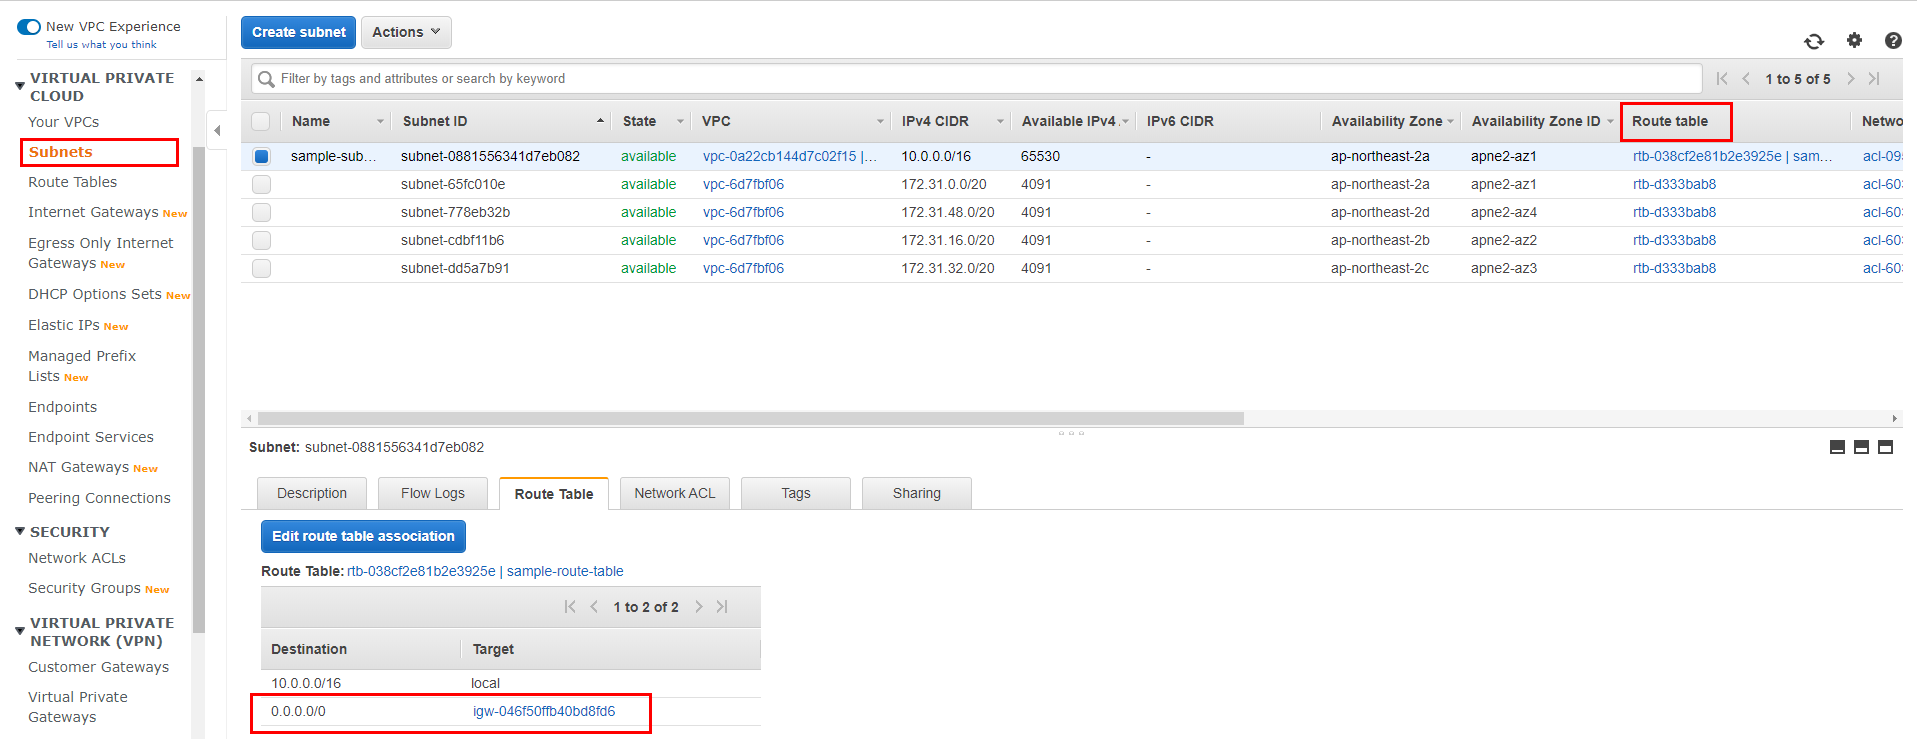 New VPC Experience
Tell us what you think
VIRTUAL PRIVATE
CLOUD
Your VPCs
Subnets
Route Tables
Internet Gateways New
Egress Only Internet
Gateways New
DHCP Options Sets New
Elastic IPs New
Managed Prefix
Lists New
Endpoints
Endpoint Services
NAT Gateways New
Peering Connections
SECURITY
Network ACLs
Security Groups New
VIRTUAL PRIVATE
NETWORK (VPN)
Customer Gateways
Virtual Private
Gateways
Create subnet Actions
Filter by tags and attributes or search by keyword 1 to 5 of 5
Name Subnet ID State VPC IPv4 CIDR Available IPv4 . IPv6 CIDR Availability Zone Availability Zone ID Route table Netwo
sample-sub... subnet-0881556341d7eb082 available vpc-0a22cb144d7c02f15 |... 10.0.0.0/16 65530 - ap-northeast-2a apne2-az1 rtb-038cf2e81b2e3925e | sam... acl-09
subnet-65fc010e available vpc-6d7fbf06 172.31.0.0/20 4091 - ap-northeast-2a apne2-az1 rtb-d333bab8 acl-60
subnet-778eb32b available vpc-6d7fbf06 172.31.48.0/20 4091 - ap-northeast-2d apne2-az4 rtb-d333bab8 acl-60
subnet-cdbf11b6 available vpc-6d7fbf06 172.31.16.0/20 4091 - ap-northeast-2b apne2-az2 rtb-d333bab8 acl-60
subnet-dd5a7b91 available vpc-6d7fbf06 172.31.32.0/20 4091 - ap-northeast-2c apne2-az3 rtb-d333bab8 acl-60
Subnet: subnet-0881556341d7eb082
Description Flow Logs Route Table Network ACL Tags Sharing
Edit route table association
Route Table: rtb-038cf2e81b2e3925e | sample-route-table
1 to 2 of 2
Destination Target
10.0.0.0/16 local
0.0.0.0/0 igw-046f50ffb40bd8fd6